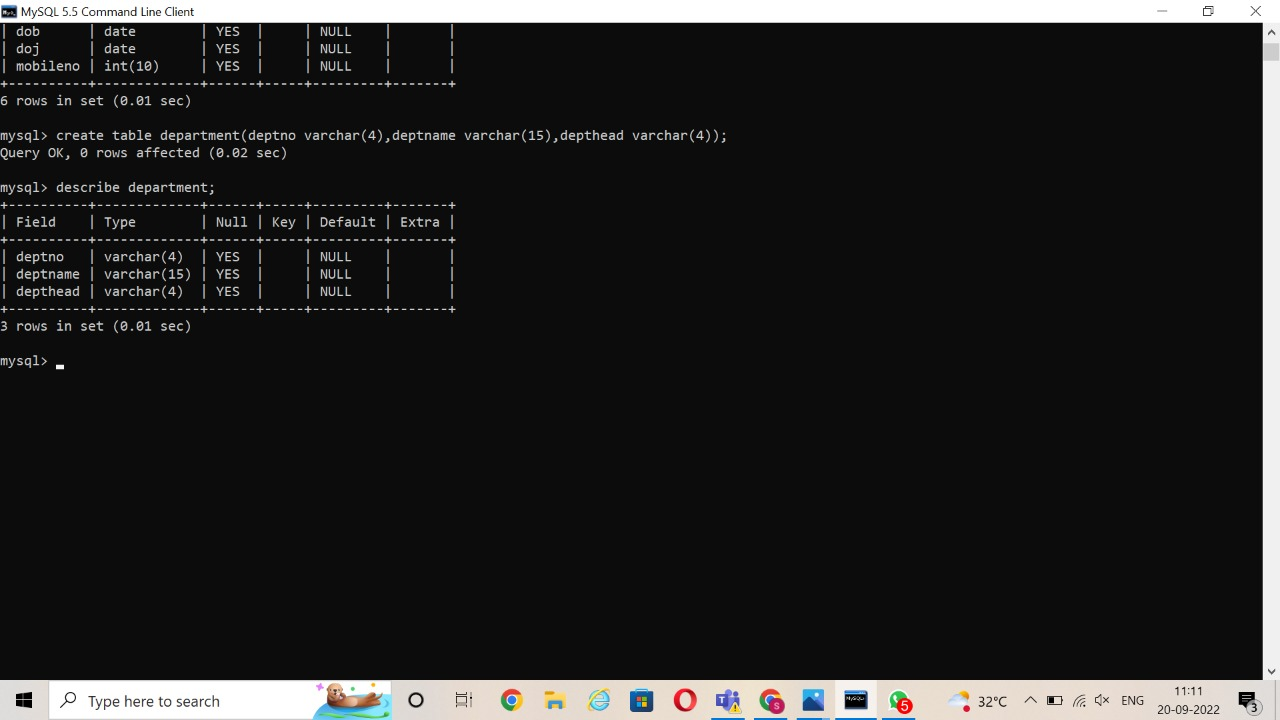 MySQL 5.5 Command Line Client
| dob      | date        | YES  |     | NULL    |       |
| doj      | date        | YES  |     | NULL    |       |
| mobileno | int(10)     | YES  |     | NULL    |       |
+----------+-------------+------+-----+---------+-------+
6 rows in set (0.01 sec)
mysql> create table department(deptno varchar(4),deptname varchar(15),depthead varchar(4));
Query OK, 0 rows affected (0.02 sec)
mysql> describe department;
+----------+-------------+------+-----+---------+-------+
| Field    | Type        | Null | Key | Default | Extra |
+----------+-------------+------+-----+---------+-------+
| deptno   | varchar(4)  | YES  |     | NULL    |       |
| deptname | varchar(15) | YES  |     | NULL    |       |
| depthead | varchar(4)  | YES  |     | NULL    |       |
+----------+-------------+------+-----+---------+-------+
3 rows in set (0.01 sec)
mysql> _
Type here to search
5
32°C
ENG
11:11
20-09-2022
3